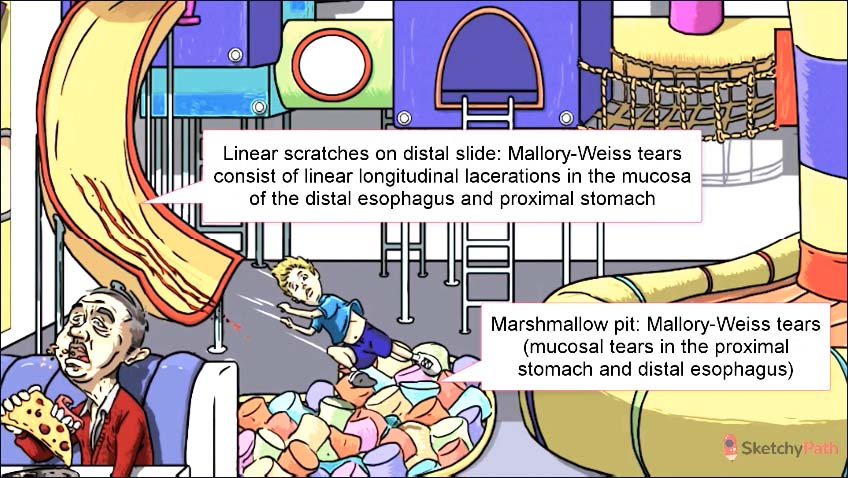 Linear scratches on distal slide: Mallory-Weiss tears
consist of linear longitudinal lacerations in the mucosa
of the distal esophagus and proximal stomach
Marshmallow pit: Mallory-Weiss tears
(mucosal tears in the proximal
stomach and distal esophagus)
SketchyPath